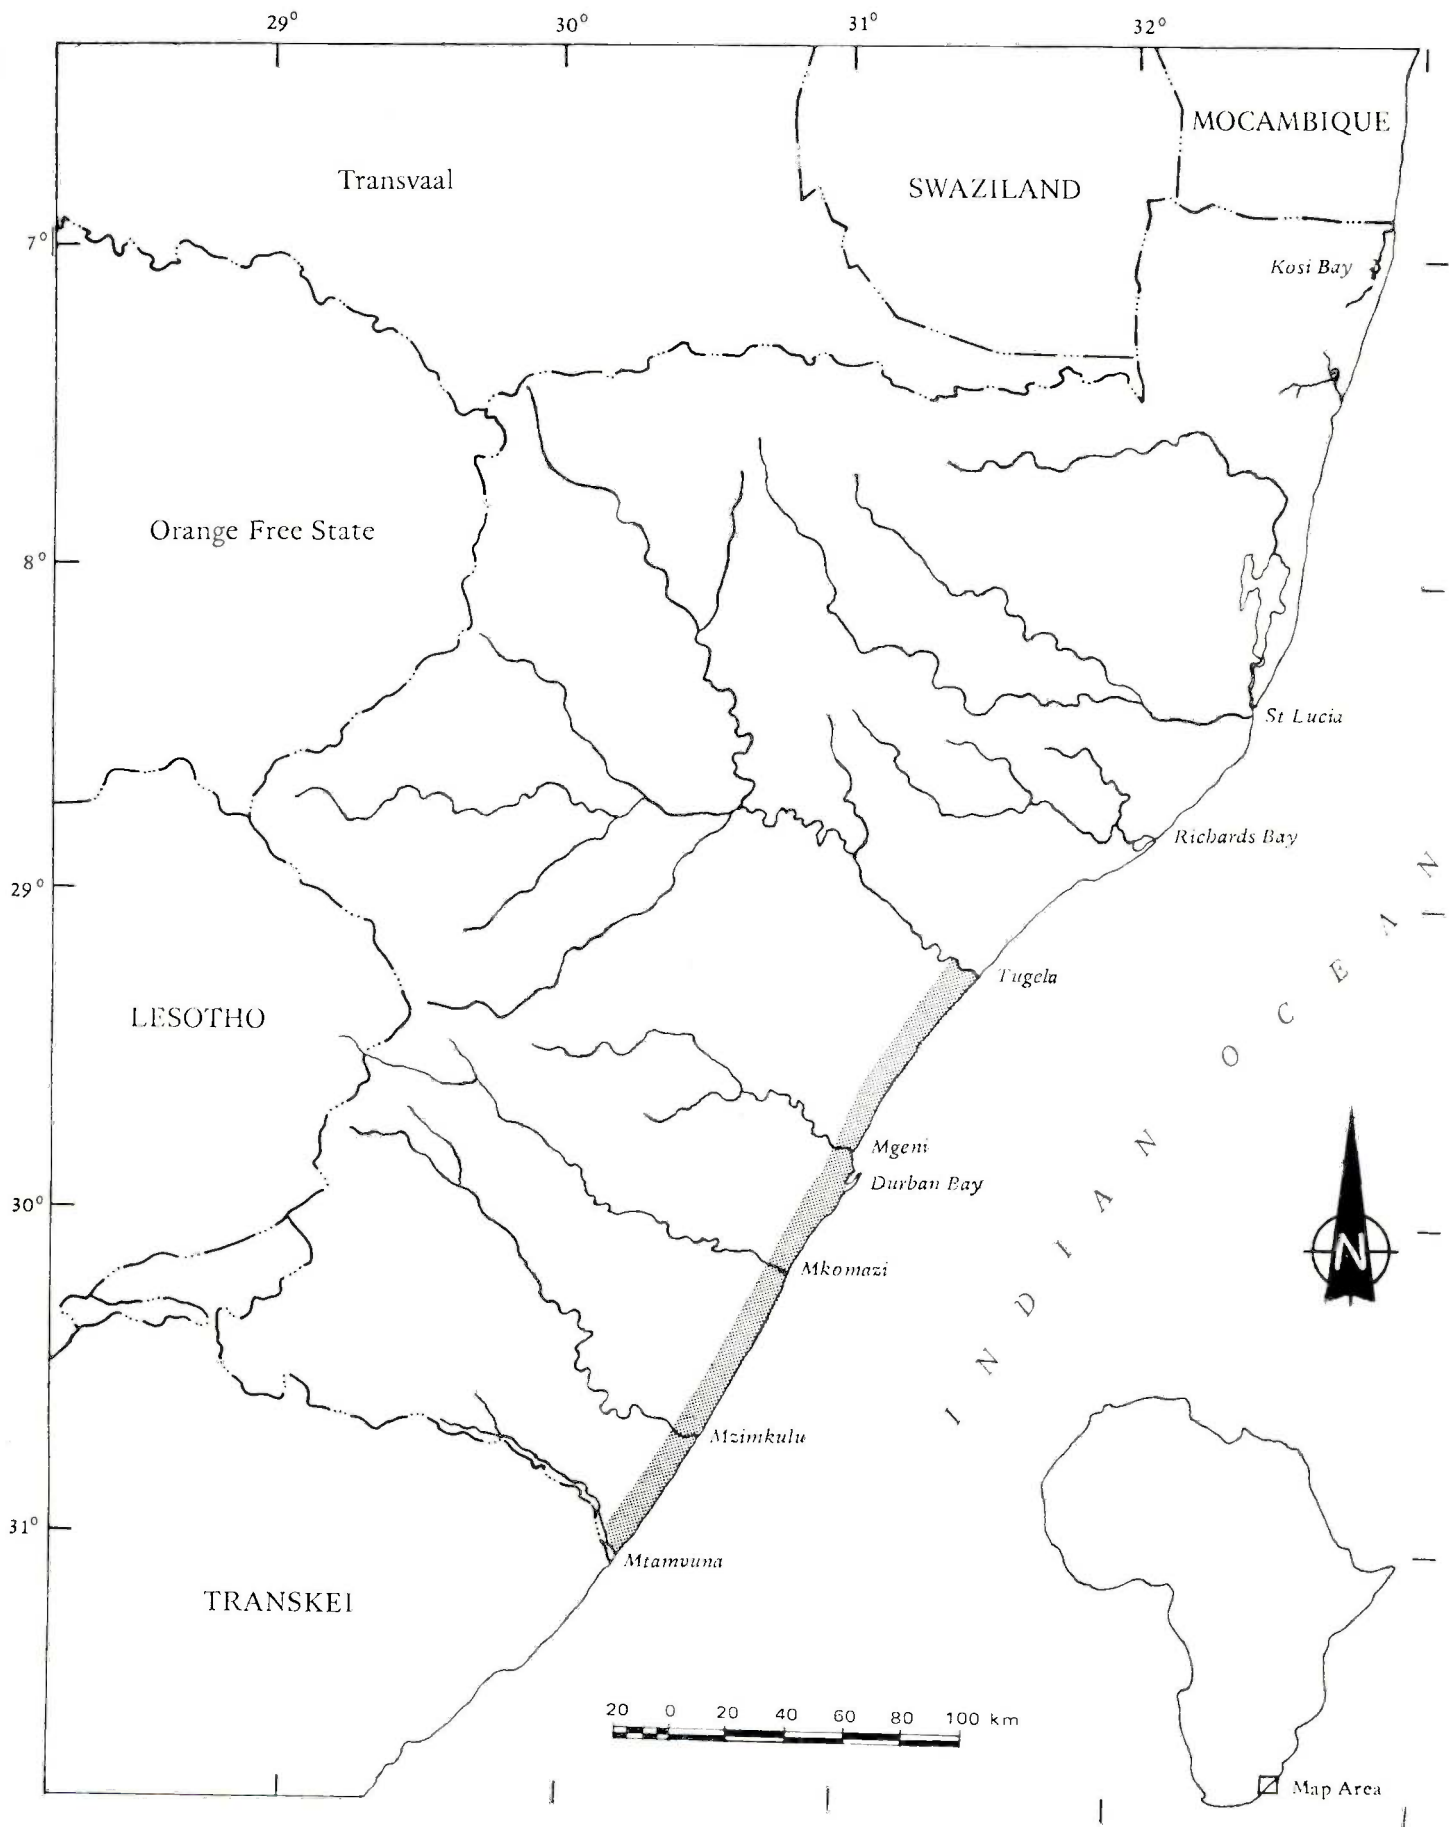 29° 30° 31° 32°
MOCAMBIQUE
Transvaal
SWAZILAND
7°
Kosi Bay
Orange Free State
8°
St Lucia
Richards Bay
29°
Tugela
LESOTHO
INDIAN OCEAN
Mgeni
Durban Bay
30°
N
Mkomazi
Mzimkulu
31°
Mtamvuna
TRANSKEI
20 0 20 40 60 80 100 km
Map Area